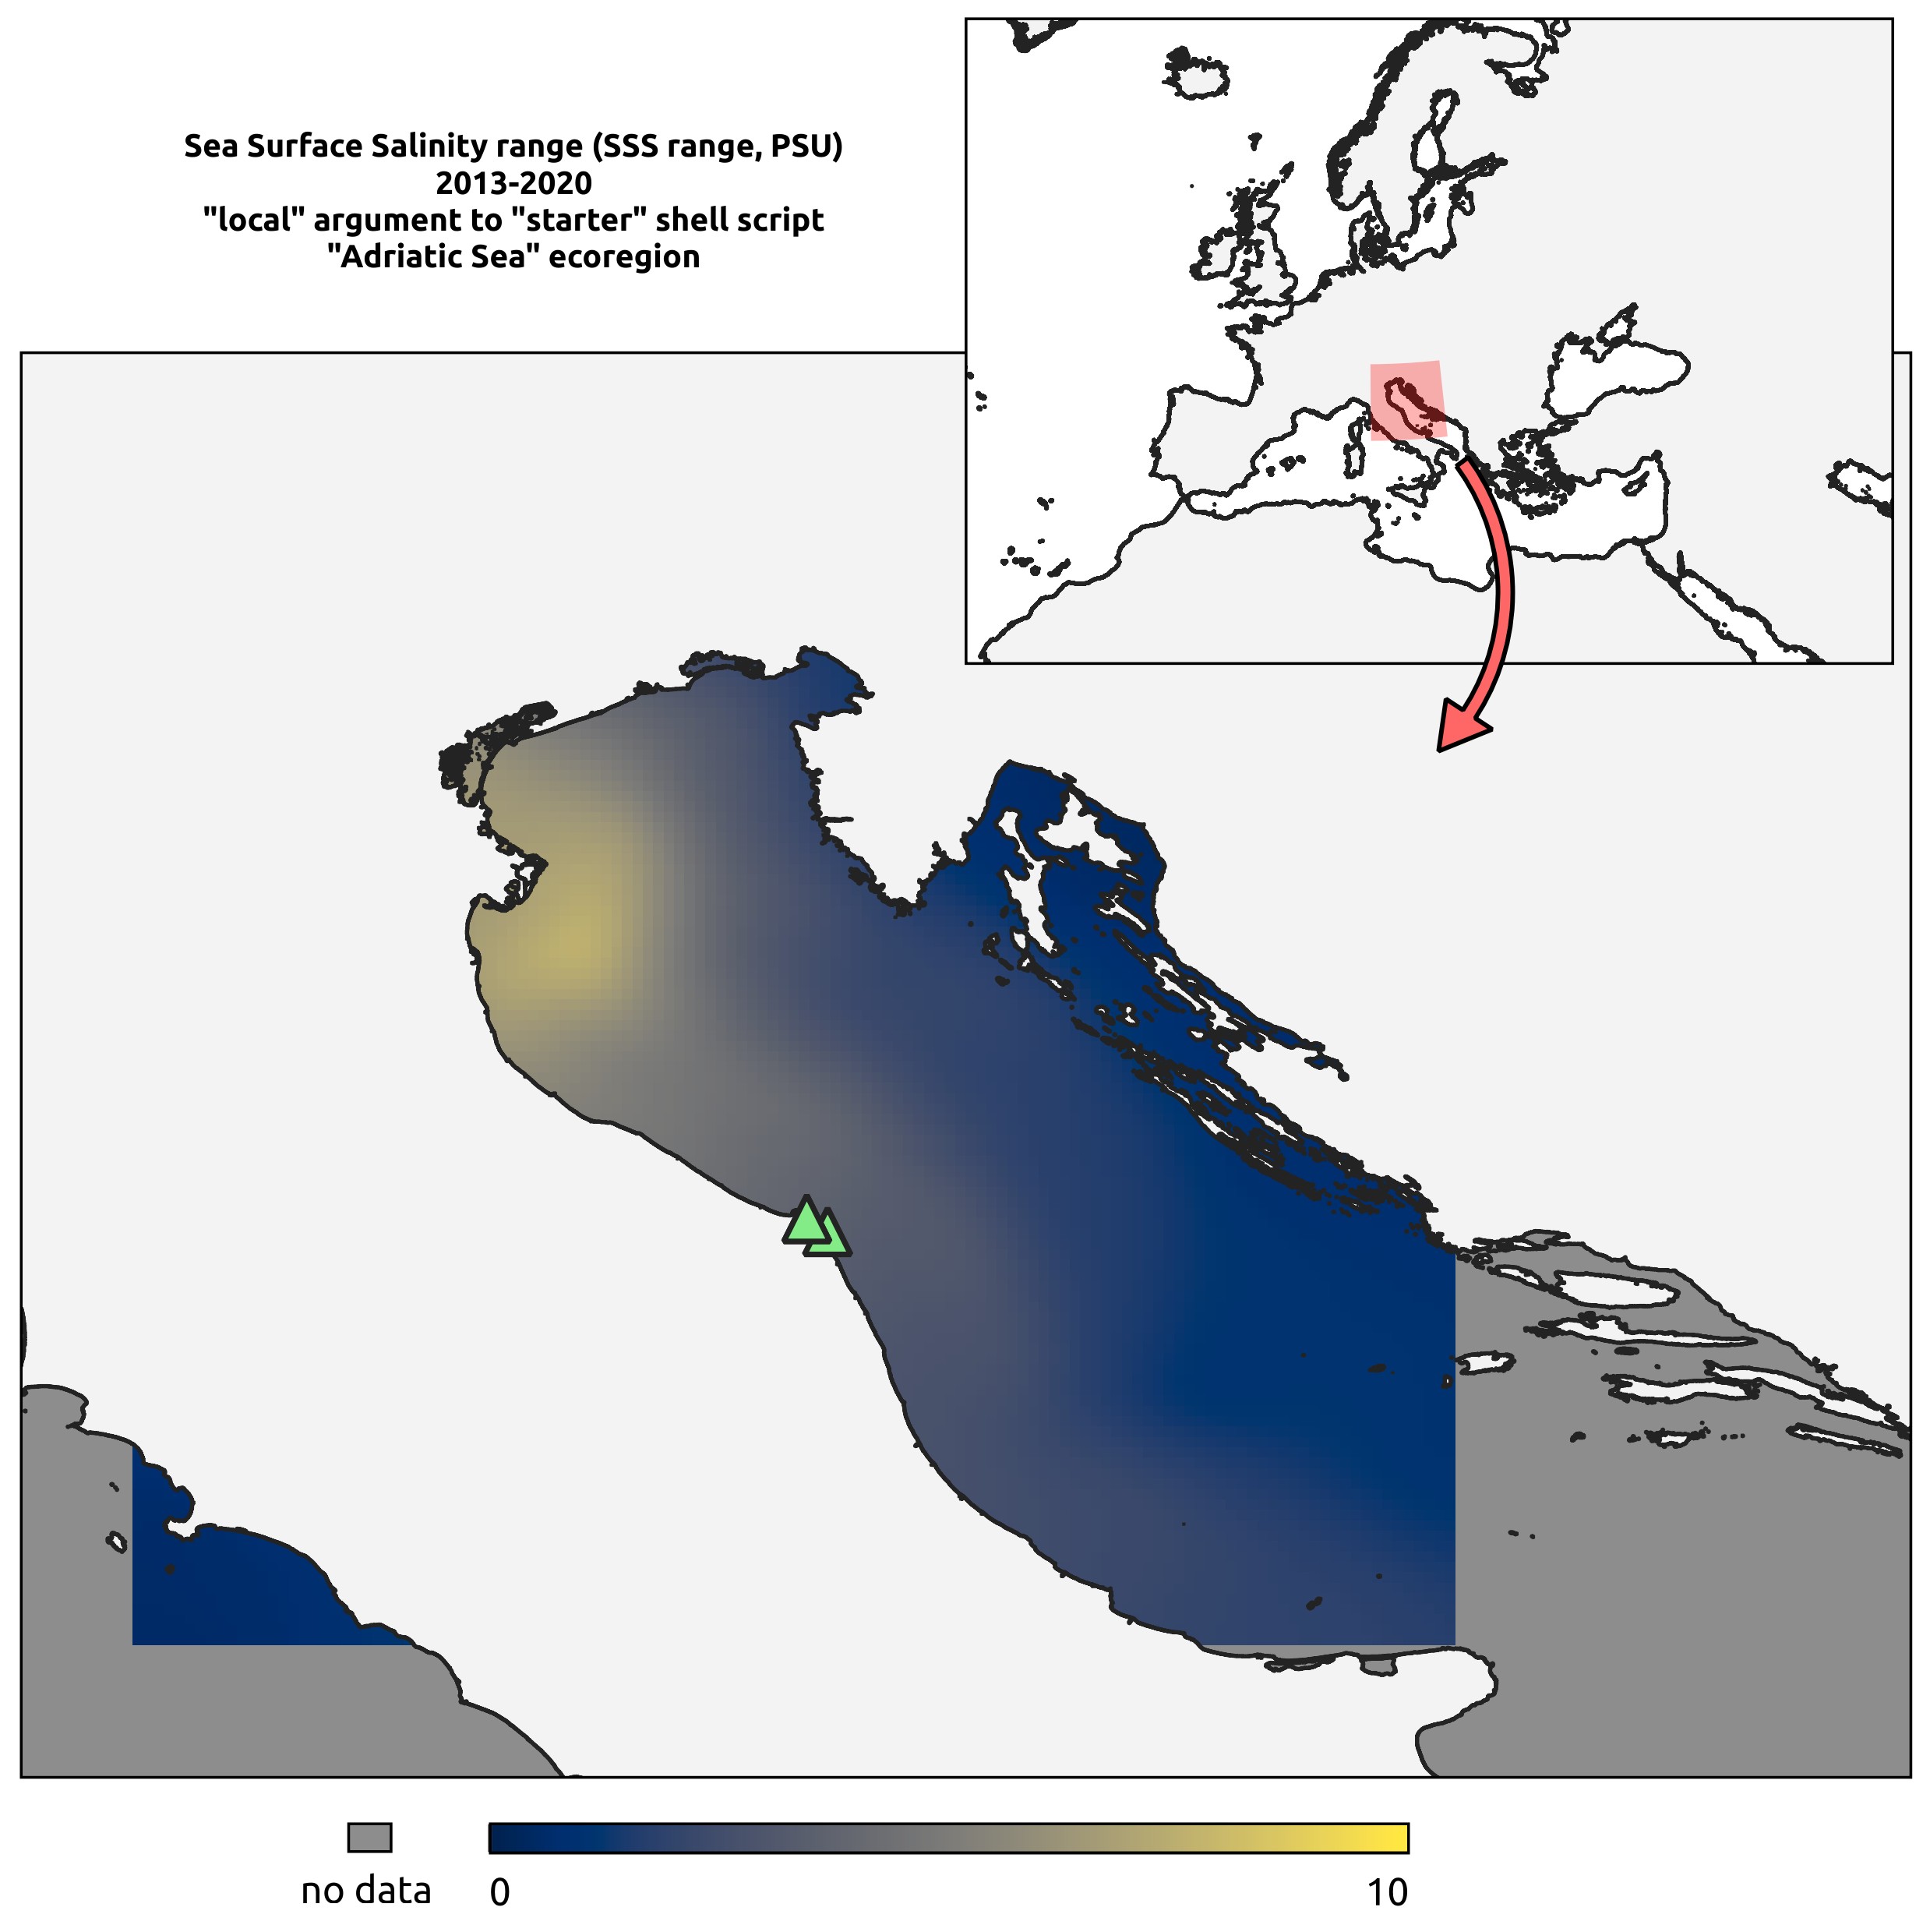 Sea Surface Salinity range (SSS range, PSU)
2013-2020
"local" argument to "starter" shell script
"Adriatic Sea" ecoregion
no data
0
10